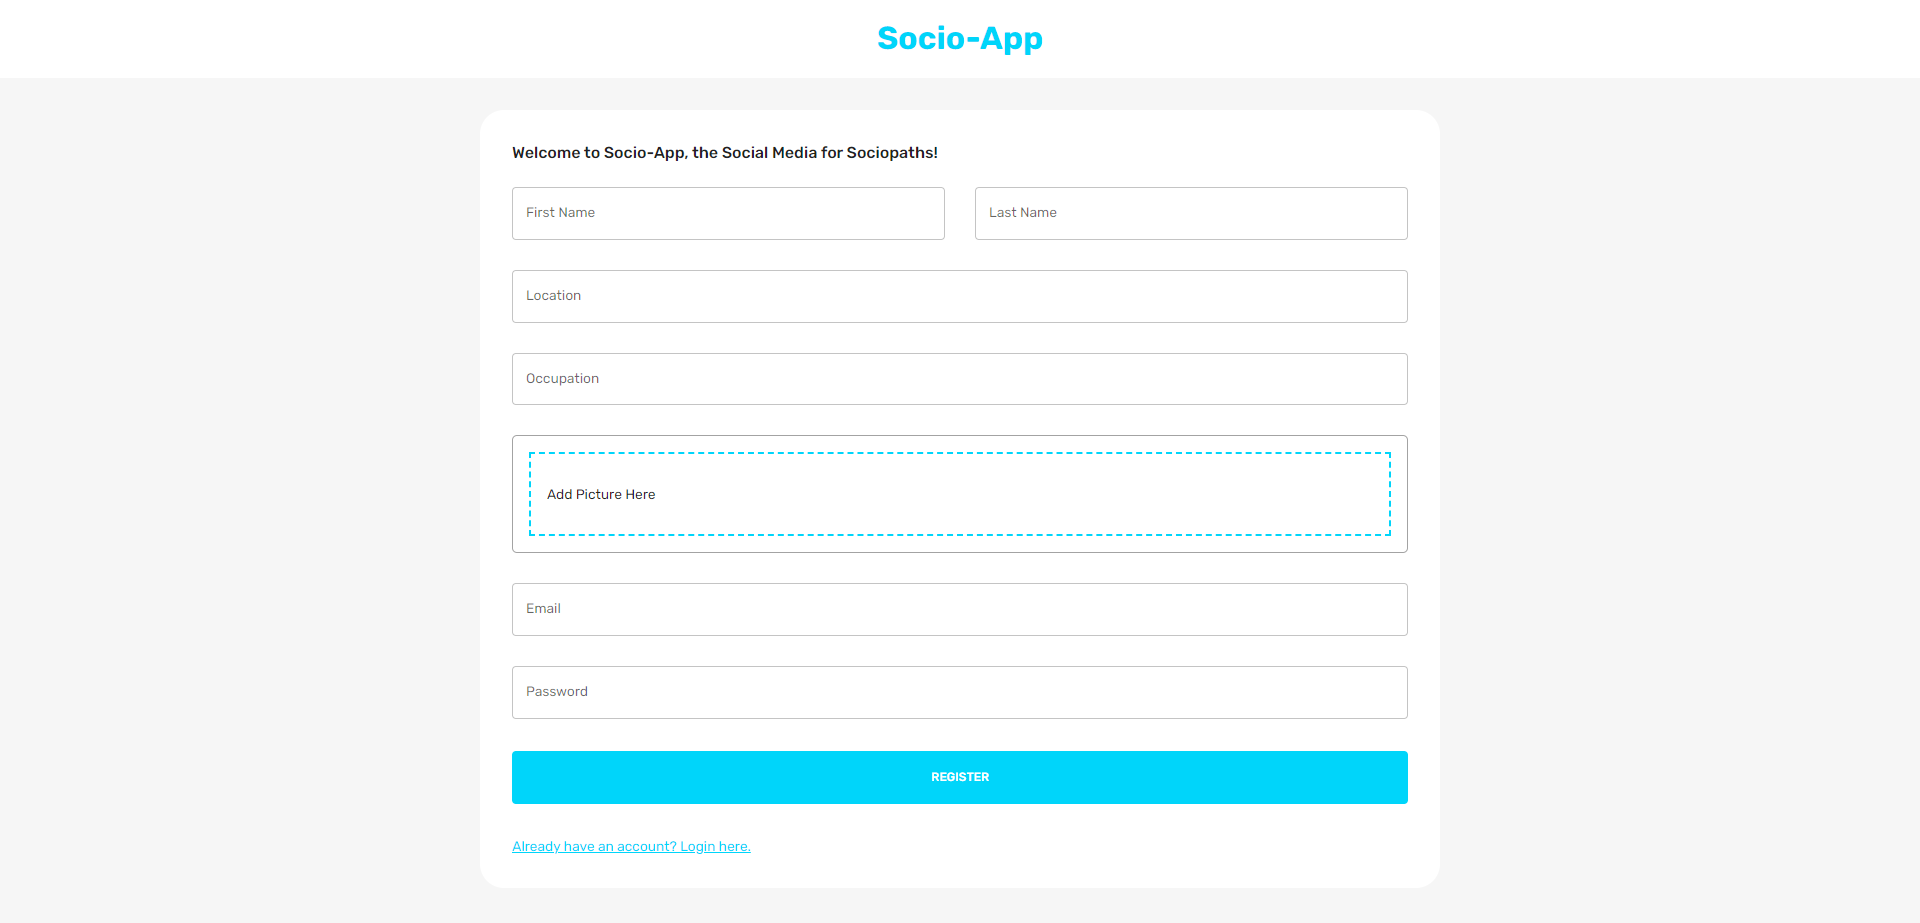 Socio-App
Welcome to Socio-App, the Social Media for Sociopaths!
First Name
Last Name
Location
Occupation
Add Picture Here
Email
Password
REGISTER
Already have an account? Login here.